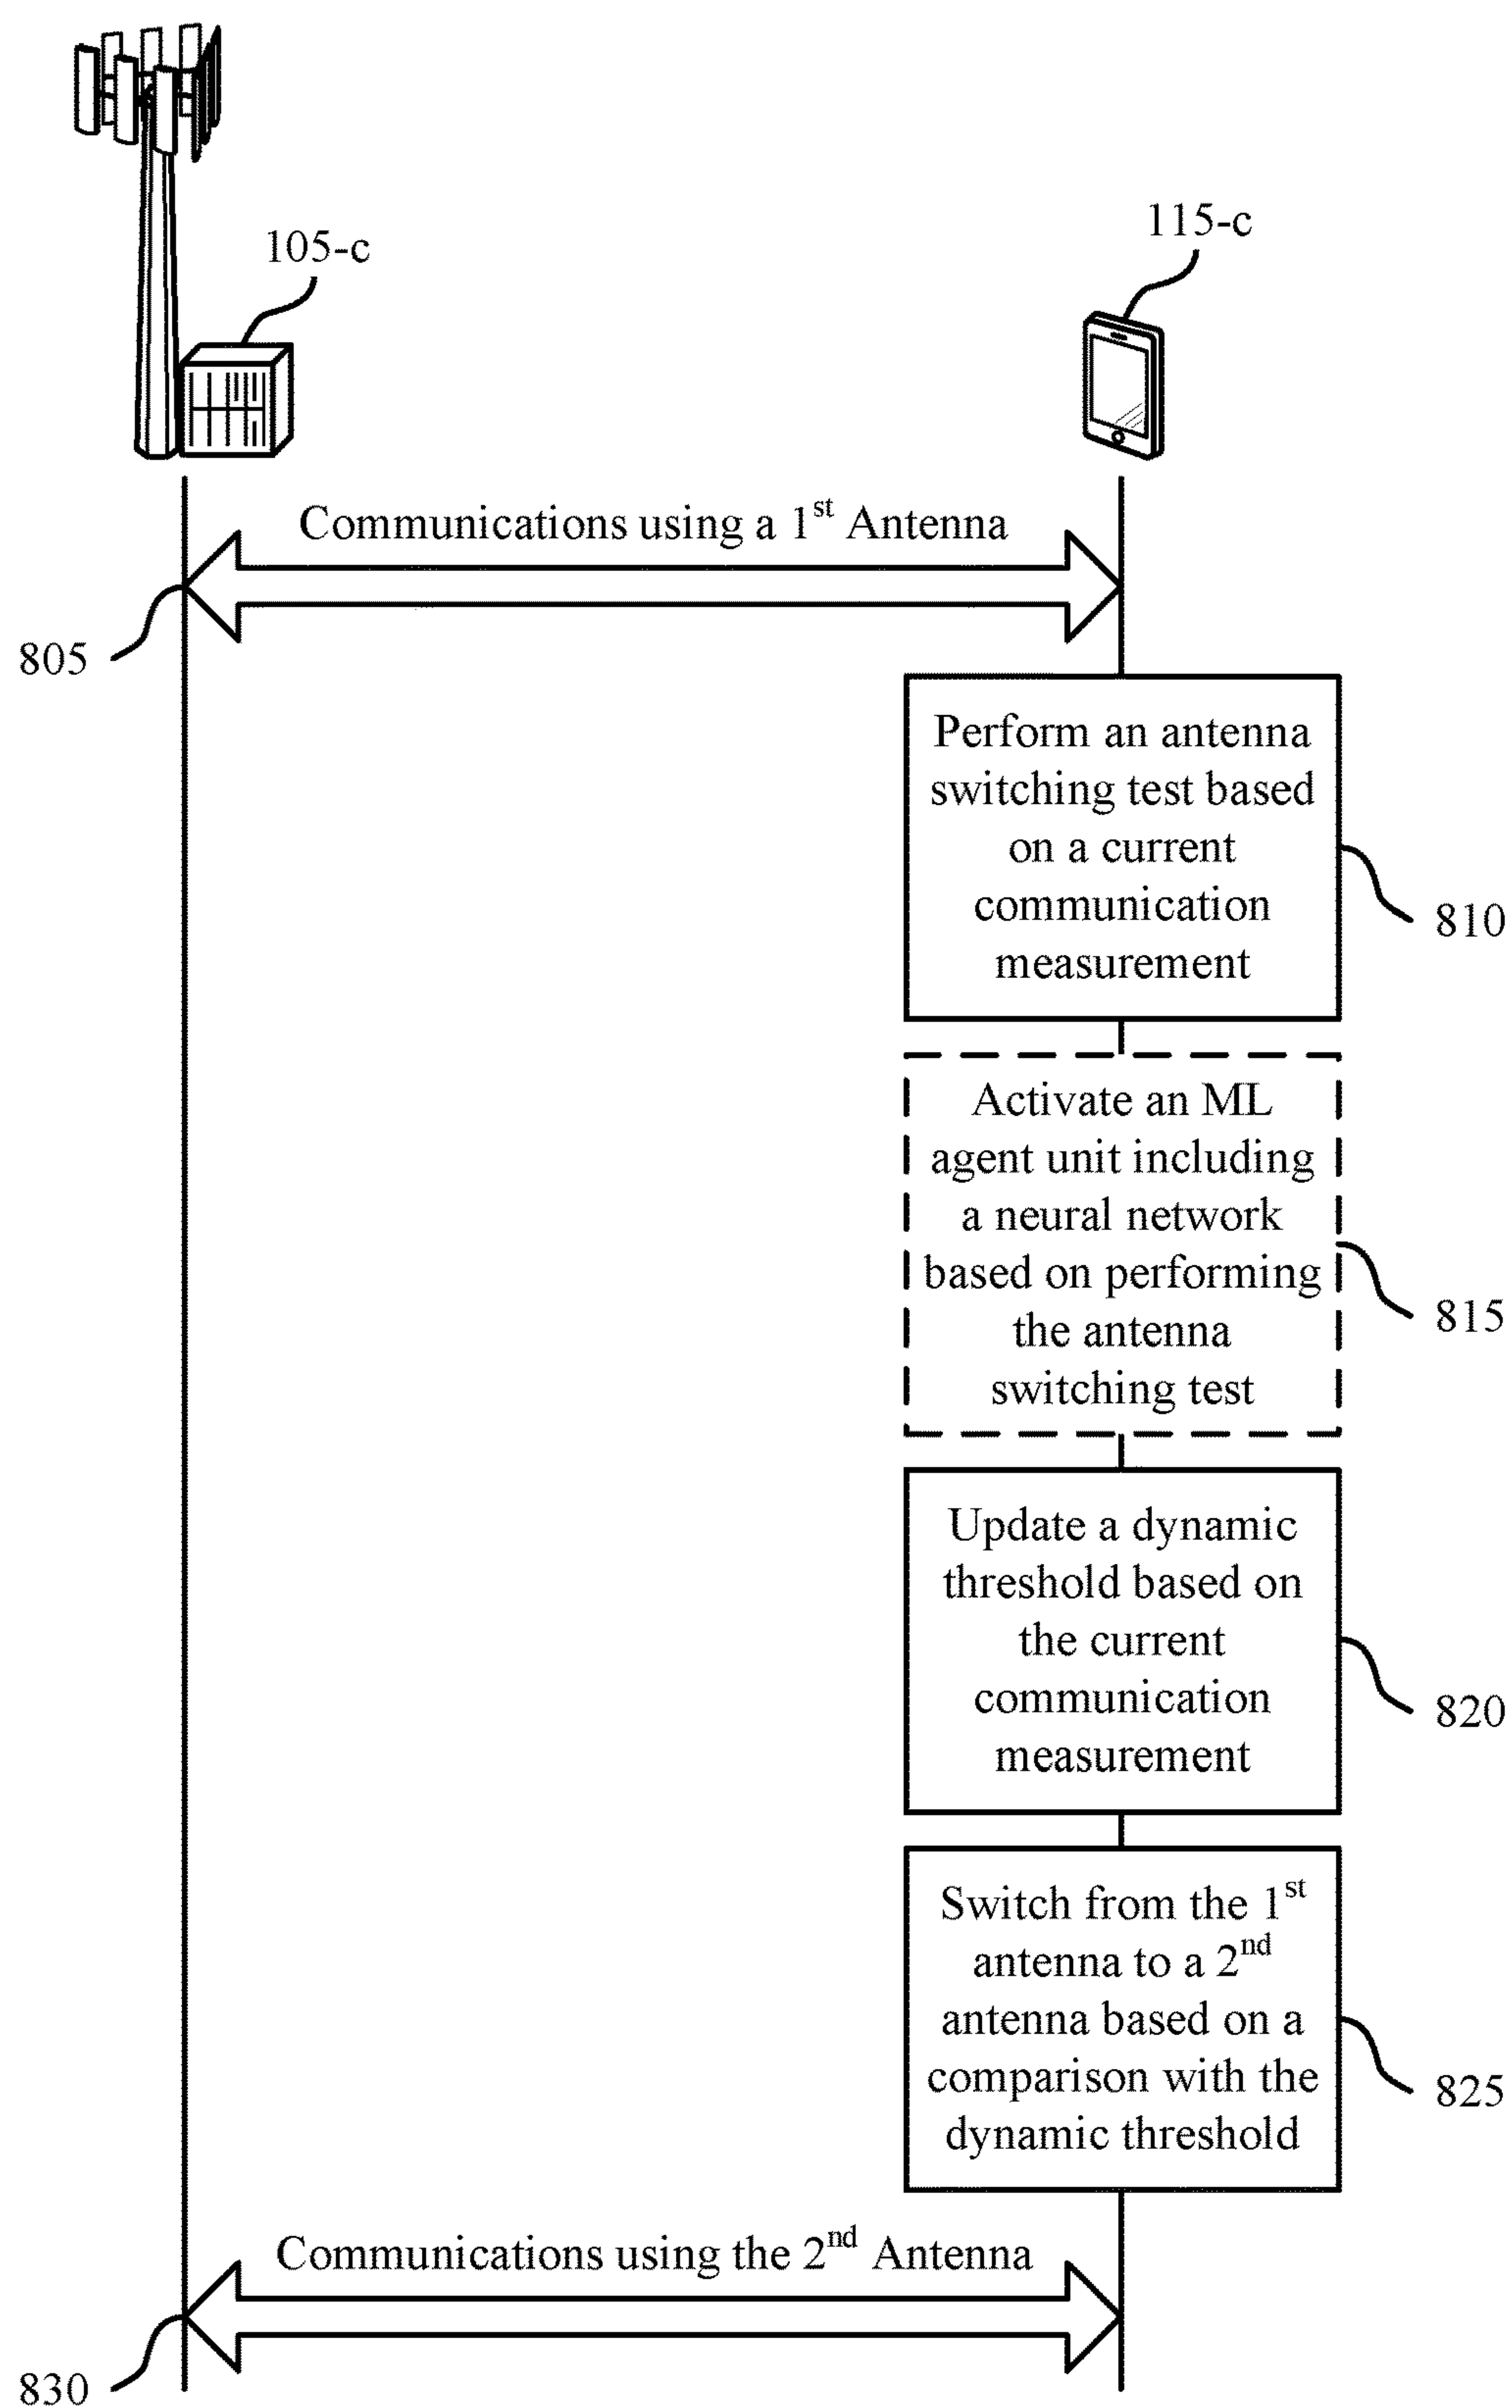 105-c
115-c
Communications using a 1st Antenna
805
Perform an antenna
switching test based
on a current
communication
measurement
810
Activate an ML
agent unit including
a neural network
based on performing
the antenna
switching test
815
Update a dynamic
threshold based on
the current
communication
measurement
820
Switch from the 1st
antenna to a 2nd
antenna based on a
comparison with the
dynamic threshold
825
Communications using the 2nd Antenna
830